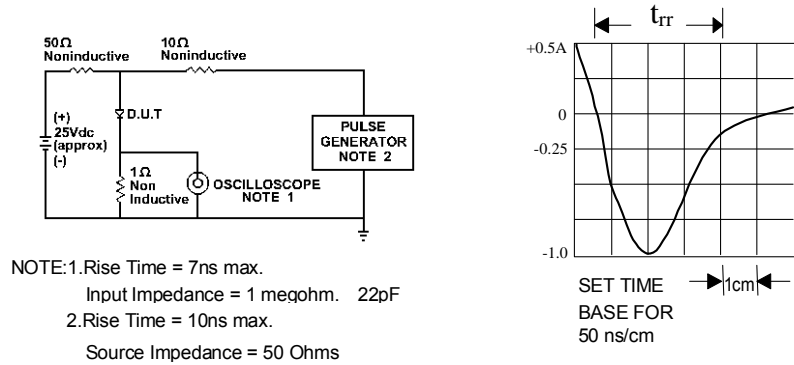 50Ω
Noninductive
10Ω
Noninductive
(+)
25Vdc
(approx)
(-)
D.U.T
1Ω
Non
Inductive
OSCILLOSCOPE
NOTE 1
PULSE
GENERATOR
NOTE 2
NOTE:1.Rise Time = 7ns max.
Input Impedance = 1 megohm. 22pF
2.Rise Time = 10ns max.
Source Impedance = 50 Ohms
trr
+0.5A
0
-0.25
-1.0
SET TIME
BASE FOR
50 ns/cm
1cm